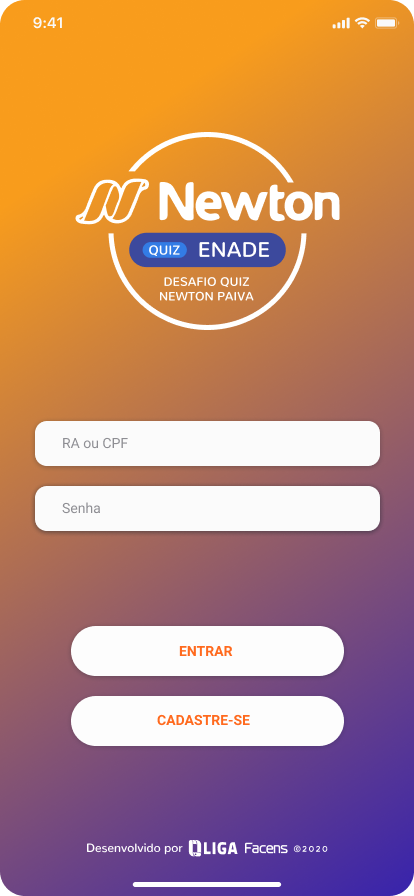 9:41
Newton
QUIZ ENADE
DESAFIO QUIZ
NEWTON PAIVA
RA ou CPF
Senha
ENTRAR
CADASTRE-SE
Desenvolvido por LIGA Facens ©2020